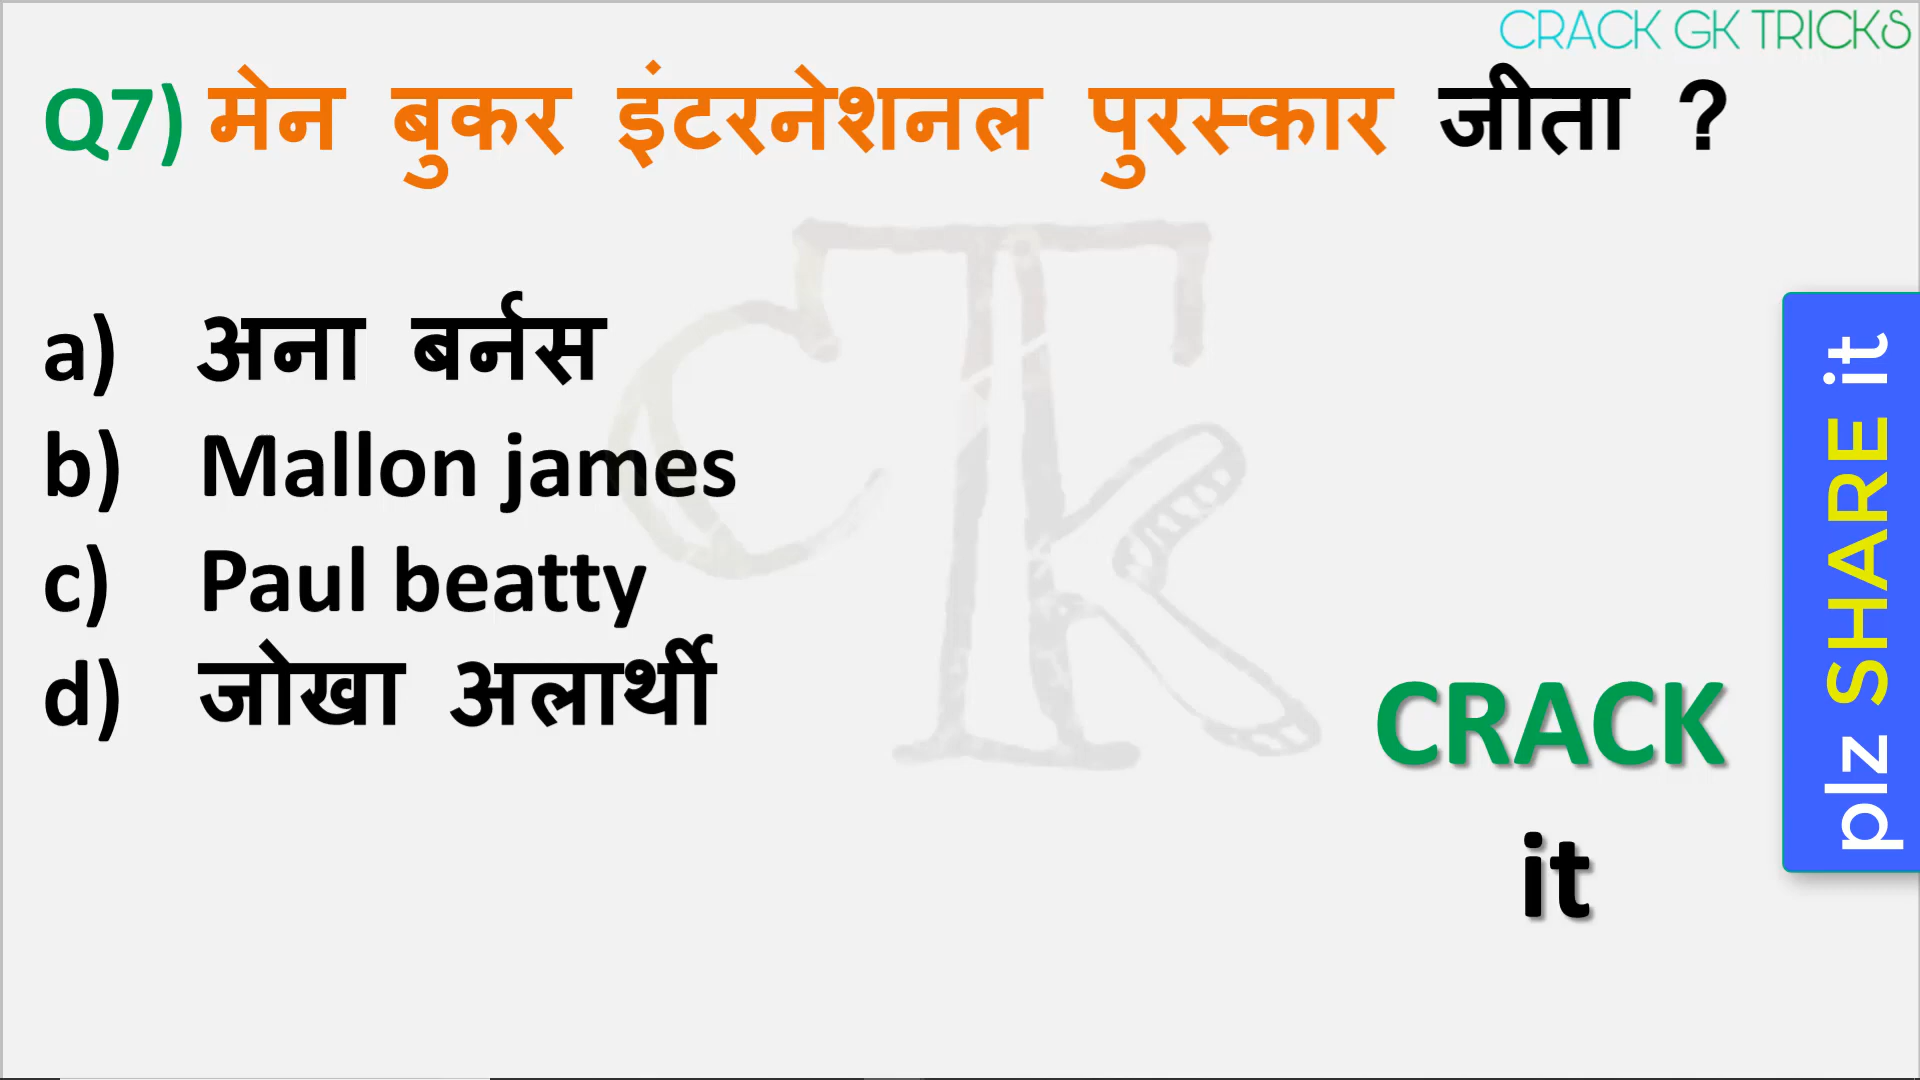 CRACK GK TRICKS
Q7) मेन बुकर इंटरनेशनल पुरस्कार जीता ?
a) अना बर्नस
b) Mallon james
c) Paul beatty
d) जोखा अलार्थी
CRACK
it
plz SHARE it